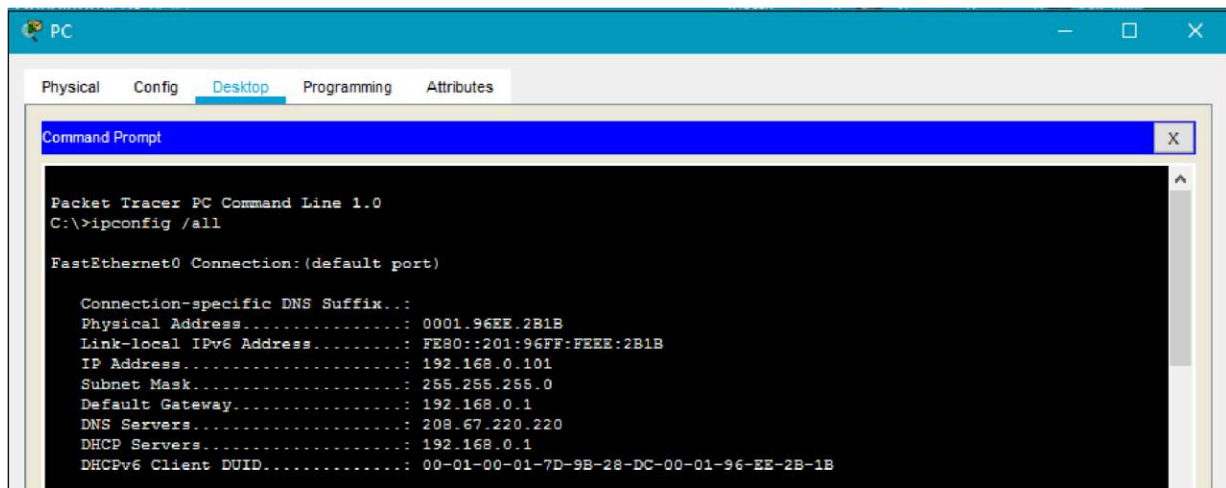 PC
Physical Config Desktop Programming Attributes
Command Prompt
X
Packet Tracer PC Command Line 1.0
C:\>ipconfig /all
FastEthernet0 Connection:(default port)
Connection-specific DNS Suffix..:
Physical Address................: 0001.96EE.2B1B
Link-local IPv6 Address.........: FE80::201:96FF:FEEE:2B1B
IP Address......................: 192.168.0.101
Subnet Mask.....................: 255.255.255.0
Default Gateway.................: 192.168.0.1
DNS Servers.....................: 208.67.220.220
DHCP Servers....................: 192.168.0.1
DHCPv6 Client DUID..............: 00-01-00-01-7D-9B-28-DC-00-01-96-EE-2B-1B